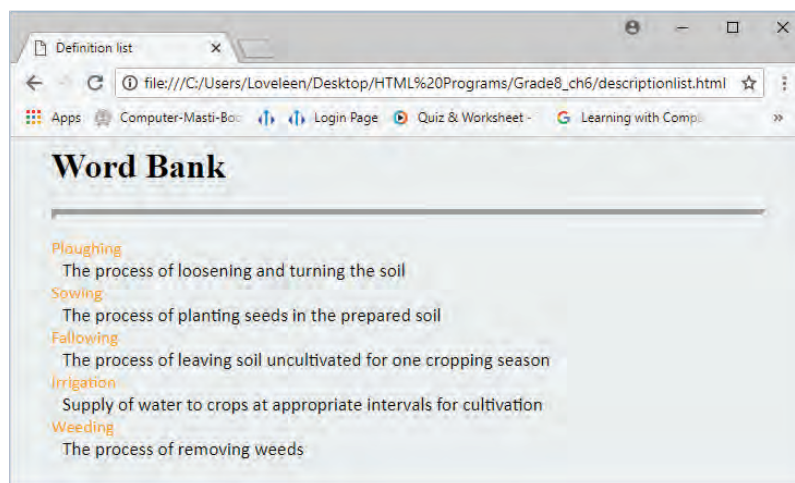 Definition list
file:///C:/Users/Loveleen/Desktop/HTML%20Programs/Grade8_ch6/descriptionlist.html
Apps Computer-Masti-Boo Login Page Quiz & Worksheet - Learning with Comp
Word Bank
Ploughing
The process of loosening and turning the soil
Sowing
The process of planting seeds in the prepared soil
Fallowing
The process of leaving soil uncultivated for one cropping season
Irrigation
Supply of water to crops at appropriate intervals for cultivation
Weeding
The process of removing weeds